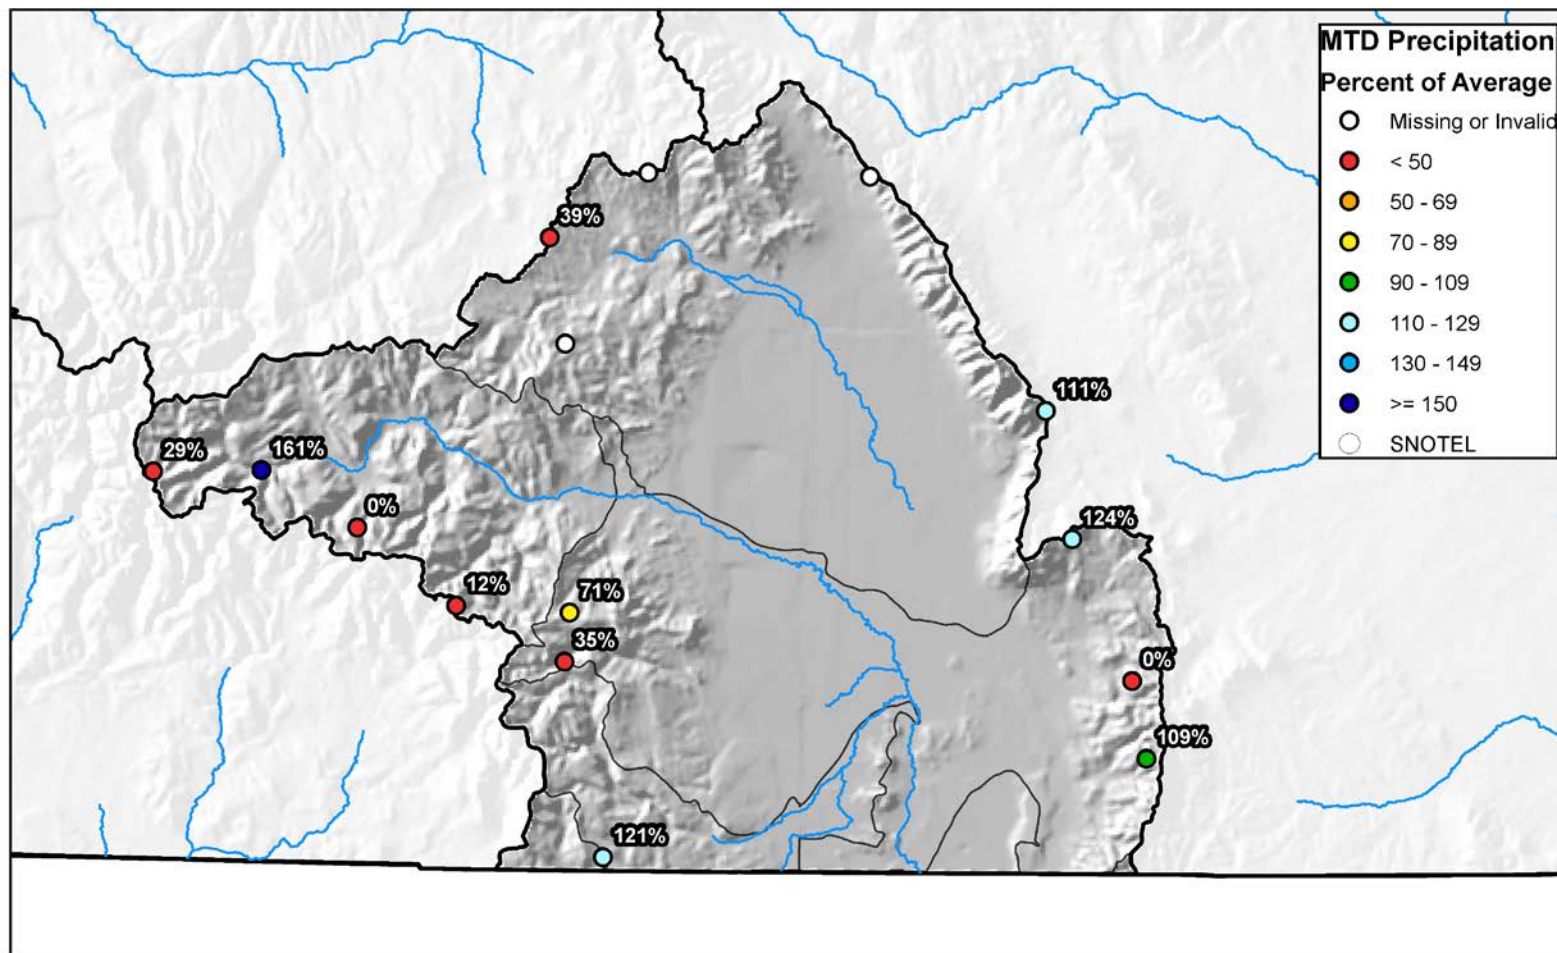 MTD Precipitation
Percent of Average
Missing or Invalid
< 50
50 - 69
70 - 89
90 - 109
110 - 129
130 - 149
>= 150
SNOTEL
39%
111%
29%
161%
0%
124%
12%
71%
35%
0%
109%
121%